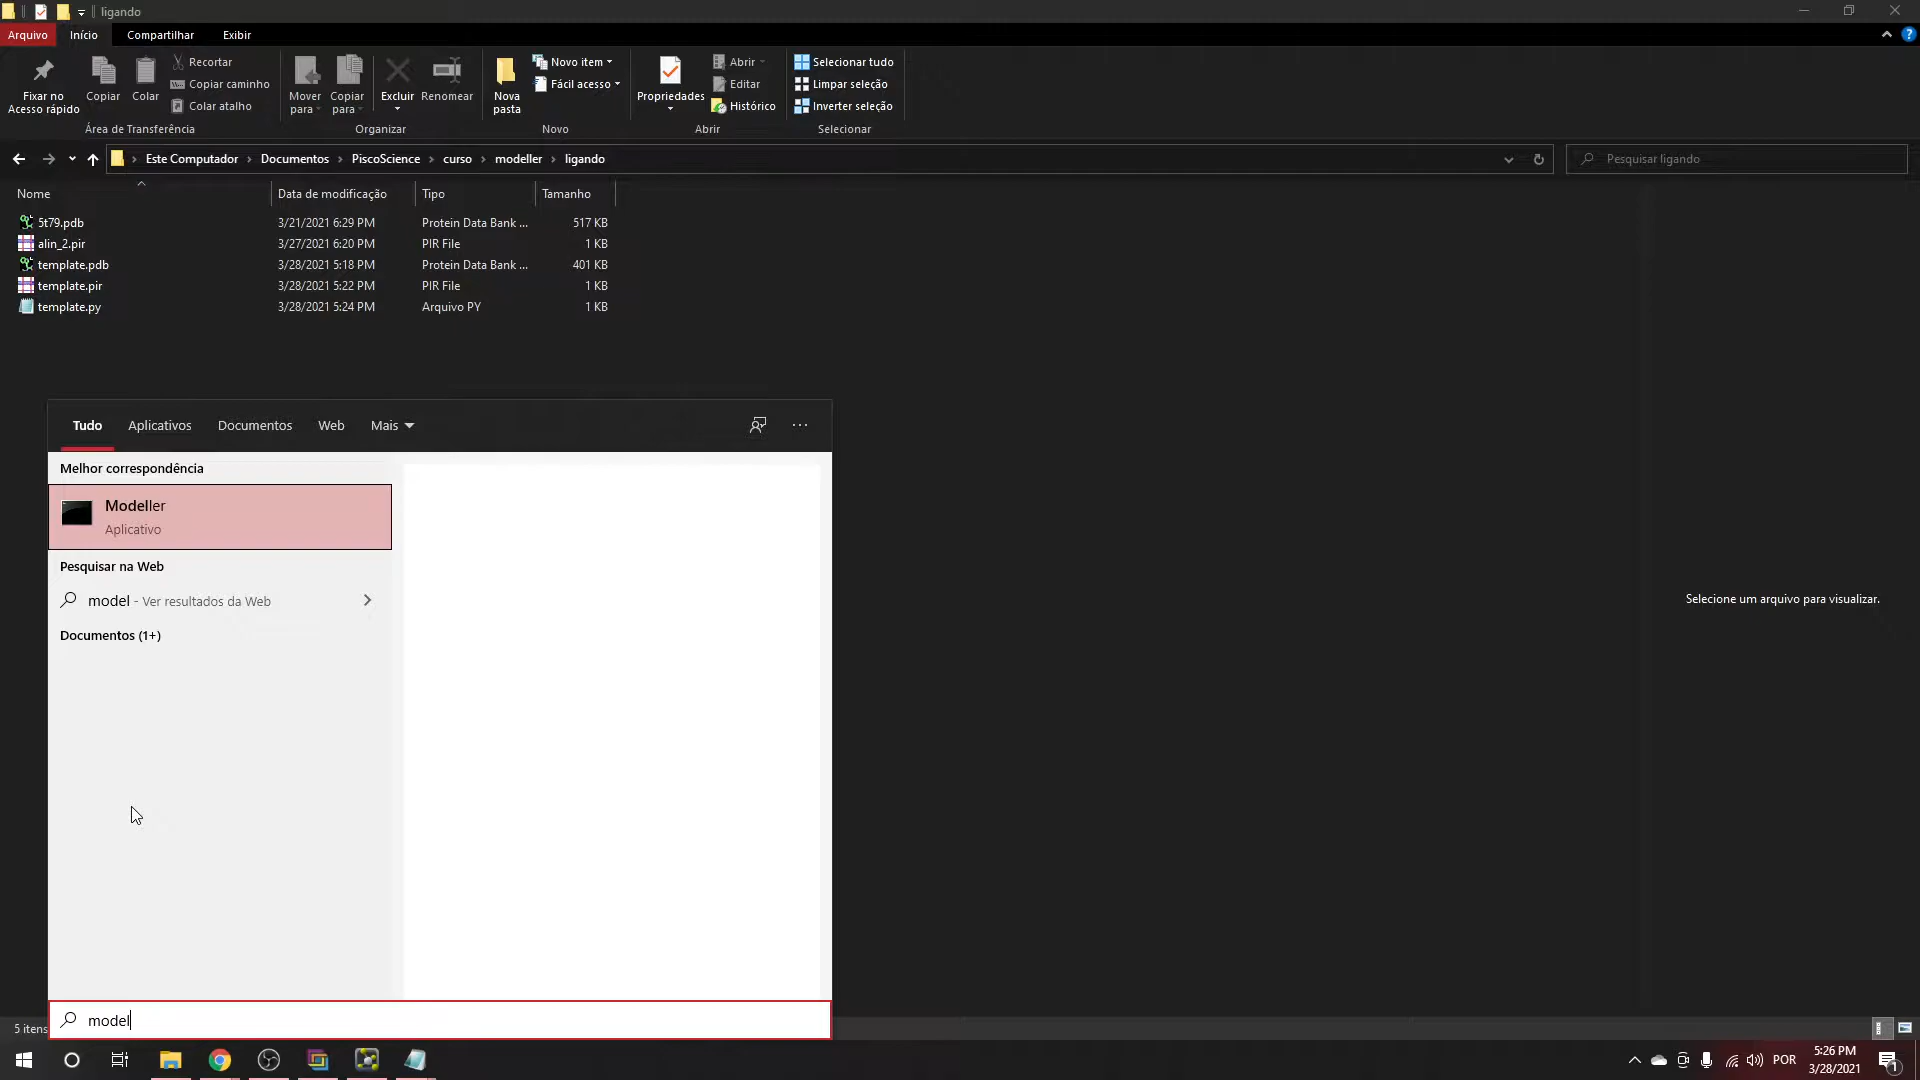 ligando
Arquivo Início Compartilhar Exibir
Fixar no Acesso rápido
Copiar
Colar
Recortar
Copiar caminho
Colar atalho
Mover para
Copiar para
Excluir
Renomear
Nova pasta
Novo item
Fácil acesso
Propriedades
Abrir
Editar
Histórico
Selecionar tudo
Limpar seleção
Inverter seleção
Área de Transferência Organizar Novo Abrir Selecionar
Este Computador › Documentos › PiscoScience › curso › modeller › ligando
Pesquisar ligando
Nome Data de modificação Tipo Tamanho
5t79.pdb 3/21/2021 6:29 PM Protein Data Bank ... 517 KB
alin_2.pir 3/27/2021 6:20 PM PIR File 1 KB
template.pdb 3/28/2021 5:18 PM Protein Data Bank ... 401 KB
template.pir 3/28/2021 5:22 PM PIR File 1 KB
template.py 3/28/2021 5:24 PM Arquivo PY 1 KB
Tudo Aplicativos Documentos Web Mais ...
Melhor correspondência
Modeller
Aplicativo
Pesquisar na Web
model - Ver resultados da Web
Documentos (1+)
Selecione um arquivo para visualizar.
model
5 itens
POR
5:26 PM
3/28/2021
1